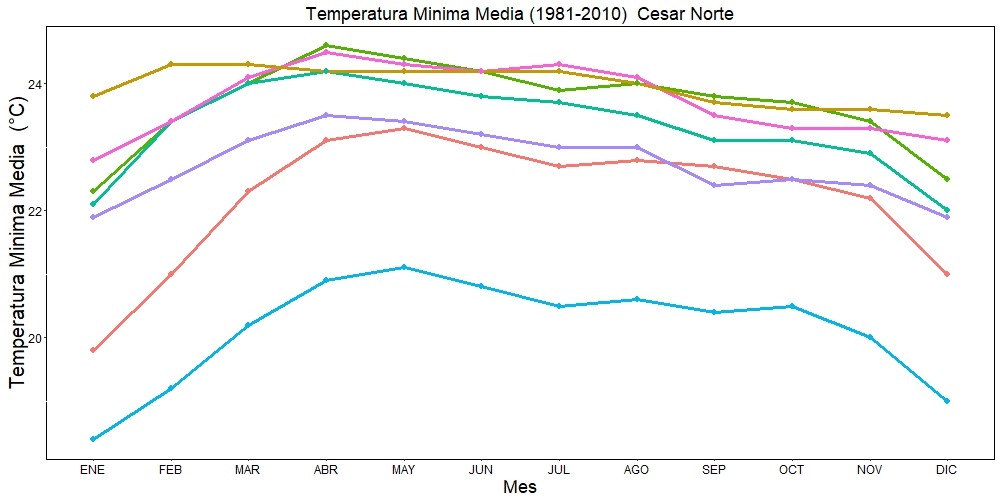 Temperatura Minima Media (1981-2010)  Cesar Norte
Temperatura Minima Media  (°C)
24
22
20
ENE FEB MAR ABR MAY JUN JUL AGO SEP OCT NOV DIC
Mes